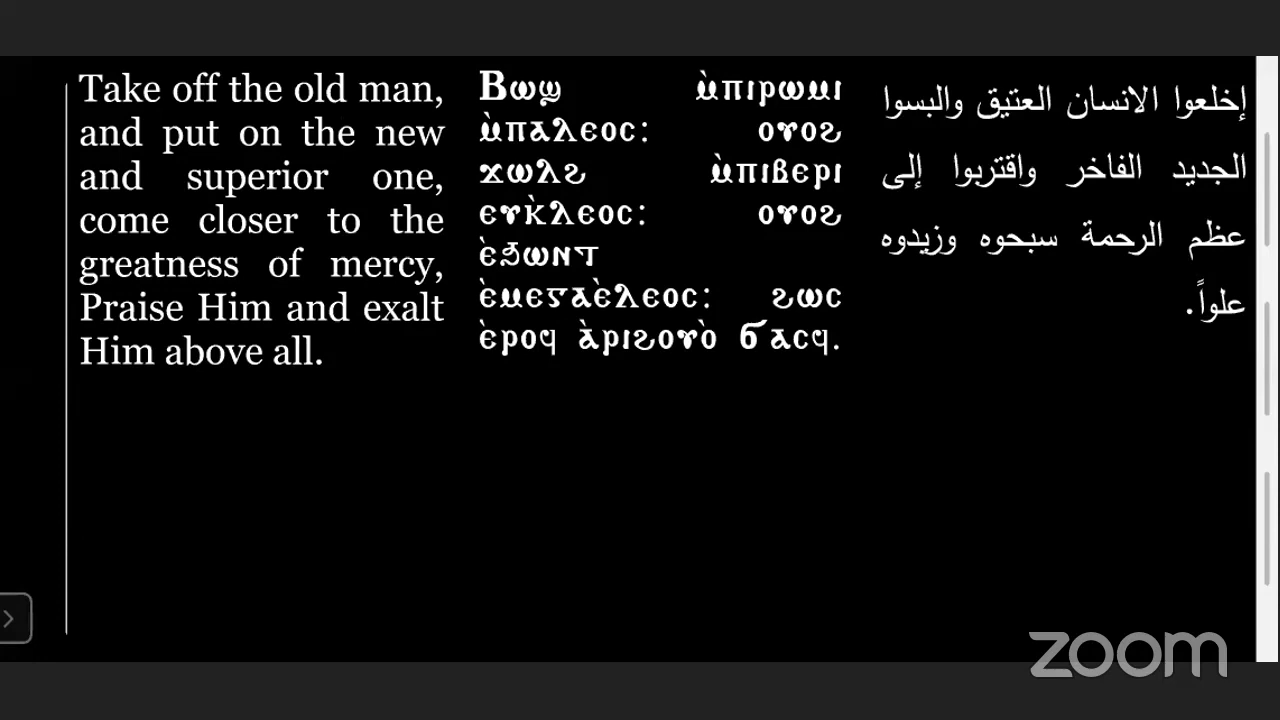 Take off the old man,
and put on the new
and superior one,
come closer to the
greatness of mercy,
Praise Him and exalt
Him above all.
Ⲃⲱϣ ⲙ̀ⲡⲓⲣⲱⲙⲓ
ⲙ̀ⲡⲁⲗⲉⲟⲥ: ⲟⲩⲟϩ
ϫⲱⲗϩ ⲙ̀ⲡⲓⲃⲉⲣⲓ
ⲉⲩⲕ̀ⲗⲉⲟⲥ: ⲟⲩⲟϩ
ⲉ̀ϧⲱⲛⲧ
ⲉ̀ⲙⲉⲅⲁⲉ̀ⲗⲉⲟⲥ: ϩⲱⲥ
ⲉ̀ⲣⲟϥ ⲁ̀ⲣⲓϩⲟⲩⲟ̀ ϭⲁⲥϥ.
إخلعوا الانسان العتيق والبسوا
الجديد الفاخر واقتربوا إلى
عظم الرحمة سبحوه وزيدوه
علواً.
zoom